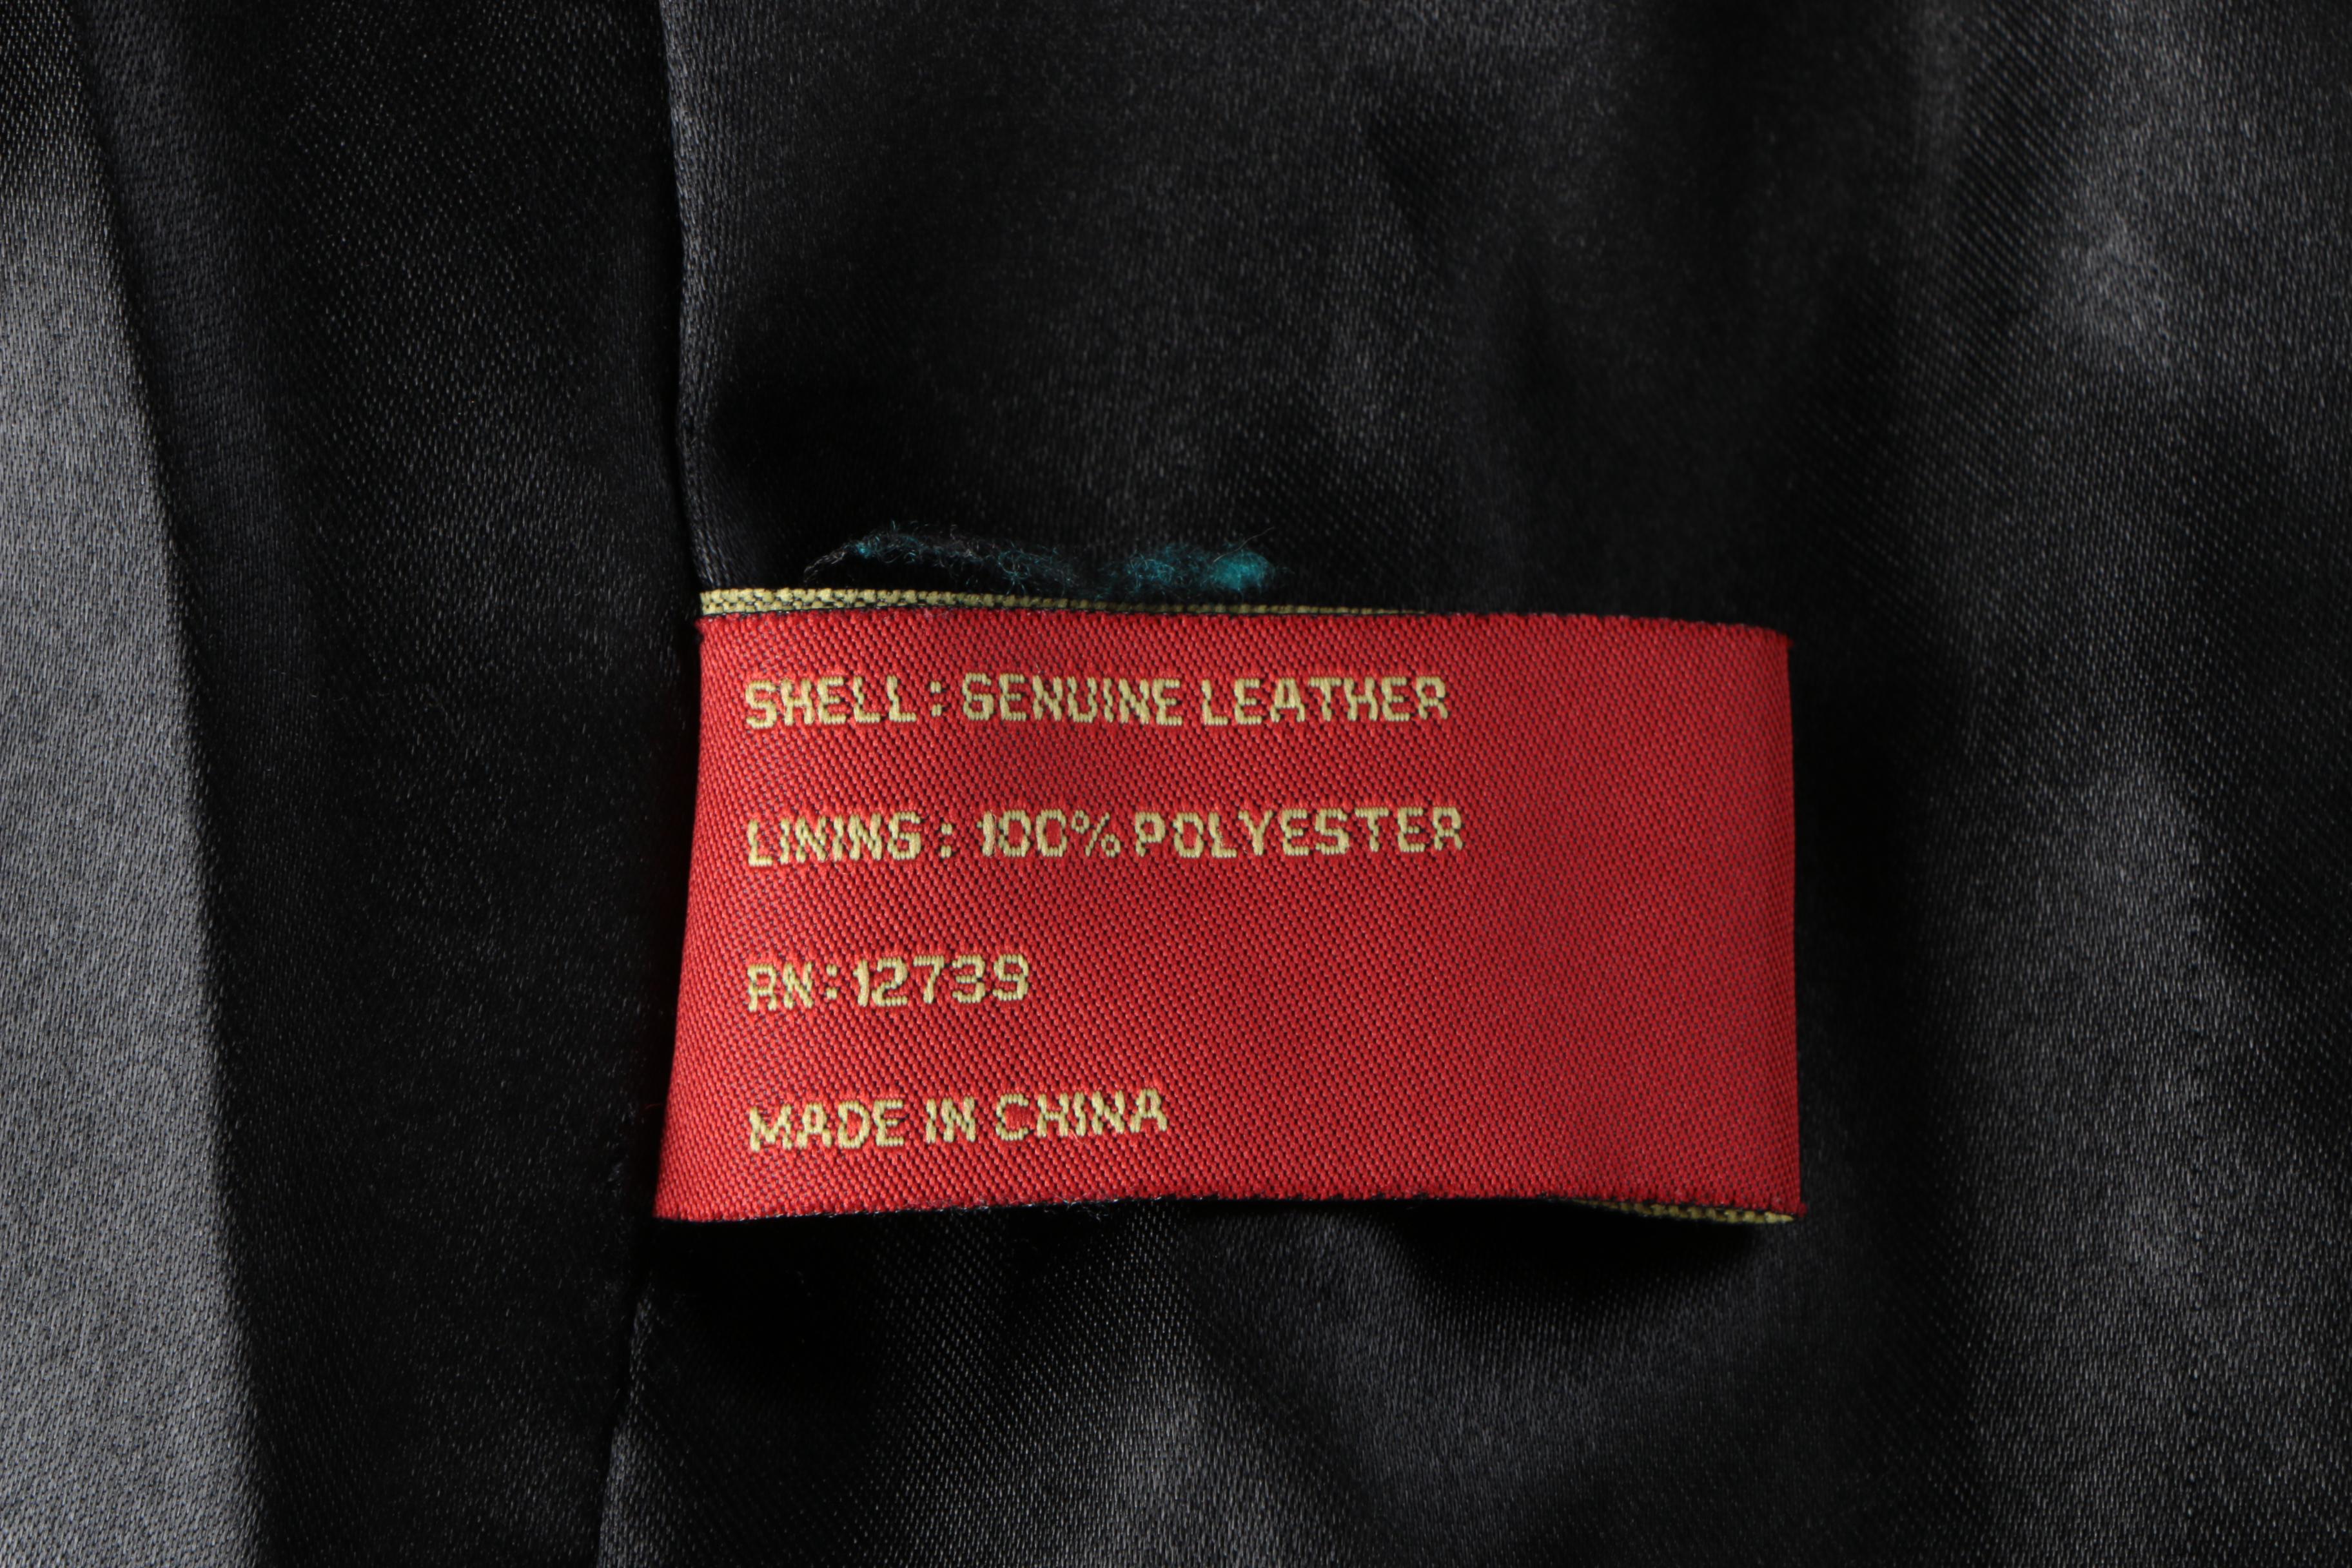 SHELL: GENUINE LEATHER
LINING: 100% POLYESTER
RN:12739
MADE IN CHINA